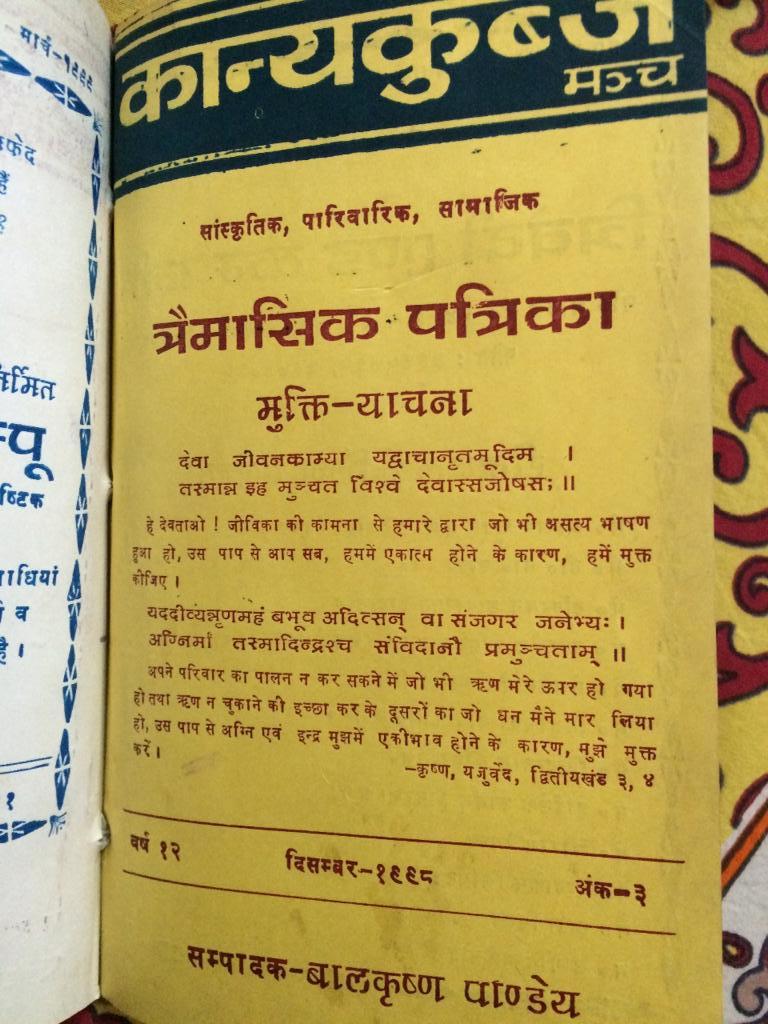 मार्च-१९९८
कान्यकुब्ज
मञ्च
सांस्कृतिक, पारिवारिक, सामाजिक
त्रैमासिक पत्रिका
मुक्ति-याचना
देवा जीवनकाम्या यद्वाचानृतमूदिम ।
तस्मान्न इह मुञ्चत विश्वे देवास्सजोषसः ॥
हे देवताओ ! जीविका की कामना से हमारे द्वारा जो भी असत्य भाषण
हुआ हो, उस पाप से आप सब, हममें एकात्म होने के कारण, हमें मुक्त
कीजिए ।
यददीव्यन्नृणमहं बभूव अदित्सन् वा संजगर जनेभ्यः ।
अग्निर्मा तस्मादिन्द्रश्च संविदानौ प्रमुञ्चताम् ॥
अपने परिवार का पालन न कर सकने में जो भी ऋण मेरे ऊपर हो गया
हो तथा ऋण न चुकाने की इच्छा कर के दूसरों का जो धन मैंने मार लिया
हो, उस पाप से अग्नि एवं इन्द्र मुझमें एकीभाव होने के कारण, मुझे मुक्त
करें ।
-कृष्ण, यजुर्वेद, द्वितीयखंड ३, ४
वर्ष १२
दिसम्बर-१९९८
अंक-३
सम्पादक-बालकृष्ण पाण्डेय